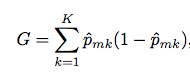 G = \sum_{k=1}^{K} \hat{p}_{mk}(1 - \hat{p}_{mk}),